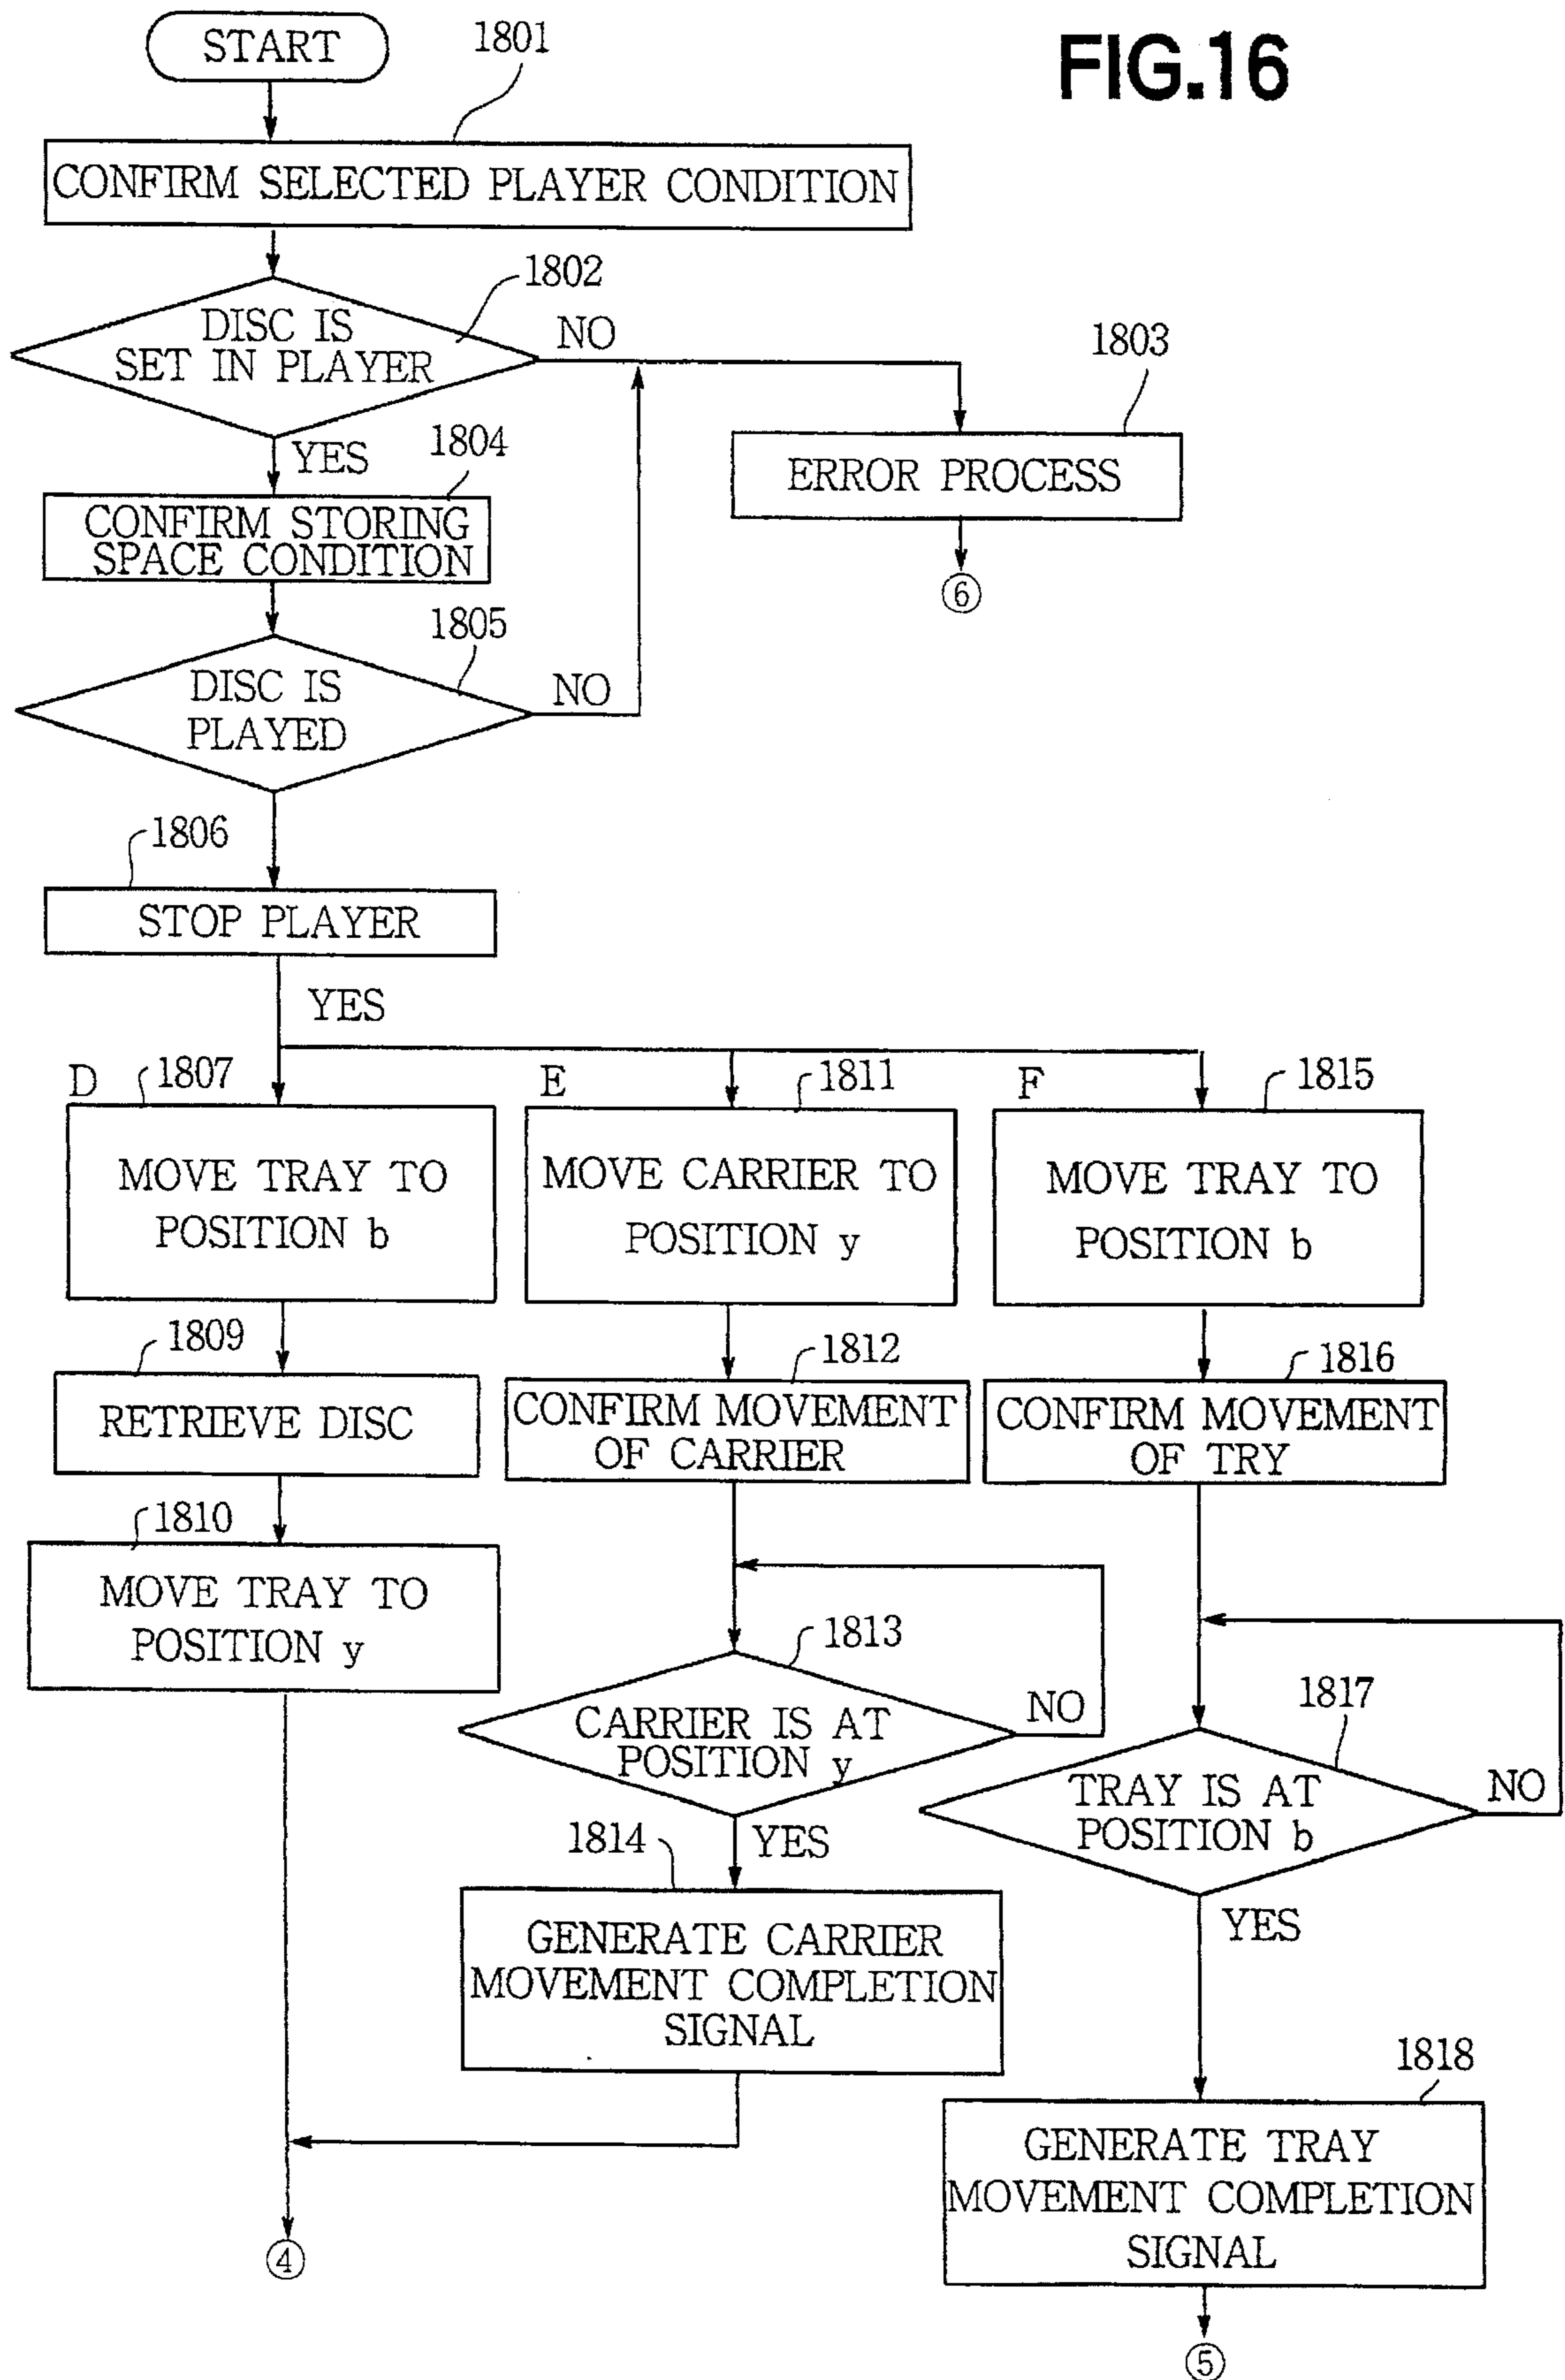 FIG.16
START
1801
CONFIRM SELECTED PLAYER CONDITION
1802
DISC IS
SET IN PLAYER
NO
1803
ERROR PROCESS
⑥
YES
1804
CONFIRM STORING
SPACE CONDITION
1805
DISC IS
PLAYED
NO
1806
STOP PLAYER
YES
D
1807
MOVE TRAY TO
POSITION b
1809
RETRIEVE DISC
1810
MOVE TRAY TO
POSITION y
④
E
1811
MOVE CARRIER TO
POSITION y
1812
CONFIRM MOVEMENT
OF CARRIER
1813
CARRIER IS AT
POSITION y
NO
YES
1814
GENERATE CARRIER
MOVEMENT COMPLETION
SIGNAL
F
1815
MOVE TRAY TO
POSITION b
1816
CONFIRM MOVEMENT
OF TRY
1817
TRAY IS AT
POSITION b
NO
YES
1818
GENERATE TRAY
MOVEMENT COMPLETION
SIGNAL
⑤